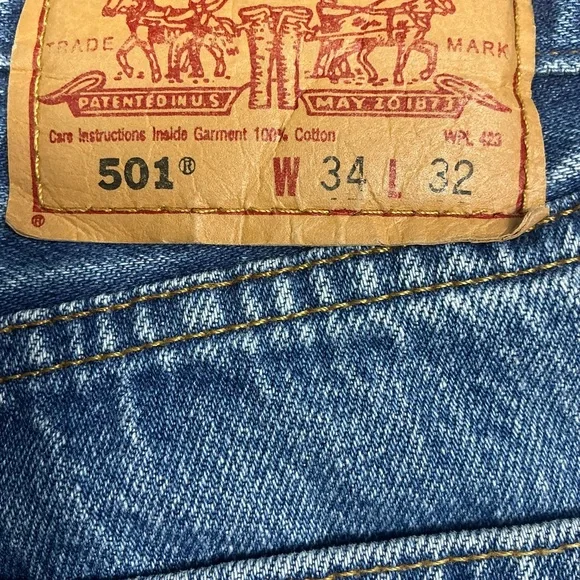 TRADE MARK
PATENTED IN U.S. MAY 20 1873
Care Instructions Inside Garment 100% Cotton WPL 423
501® W 34 L 32
®